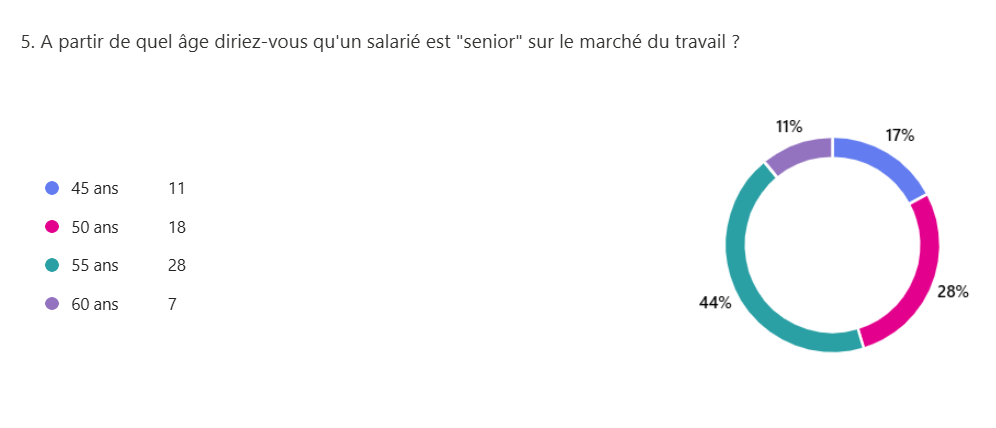 5. A partir de quel âge diriez-vous qu'un salarié est "senior" sur le marché du travail ?
11%
17%
45 ans 11
50 ans 18
55 ans 28
60 ans 7
28%
44%